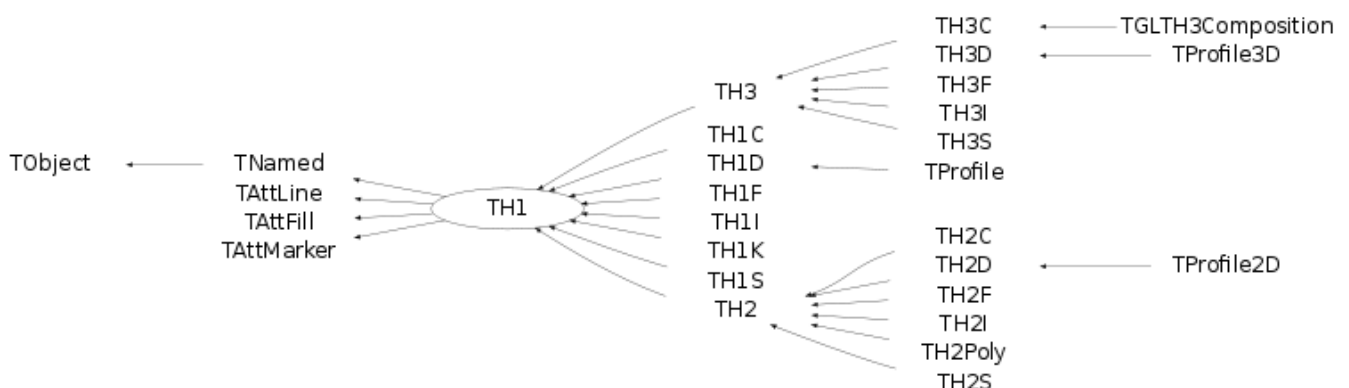 TObject
TNamed
TAttLine
TAttFill
TAttMarker
TH1
TH3
TH1C
TH1D
TH1F
TH1I
TH1K
TH1S
TH2
TH3C
TH3D
TH3F
TH3I
TH3S
TProfile
TH2C
TH2D
TH2F
TH2I
TH2Poly
TH2S
TGLTH3Composition
TProfile3D
TProfile2D